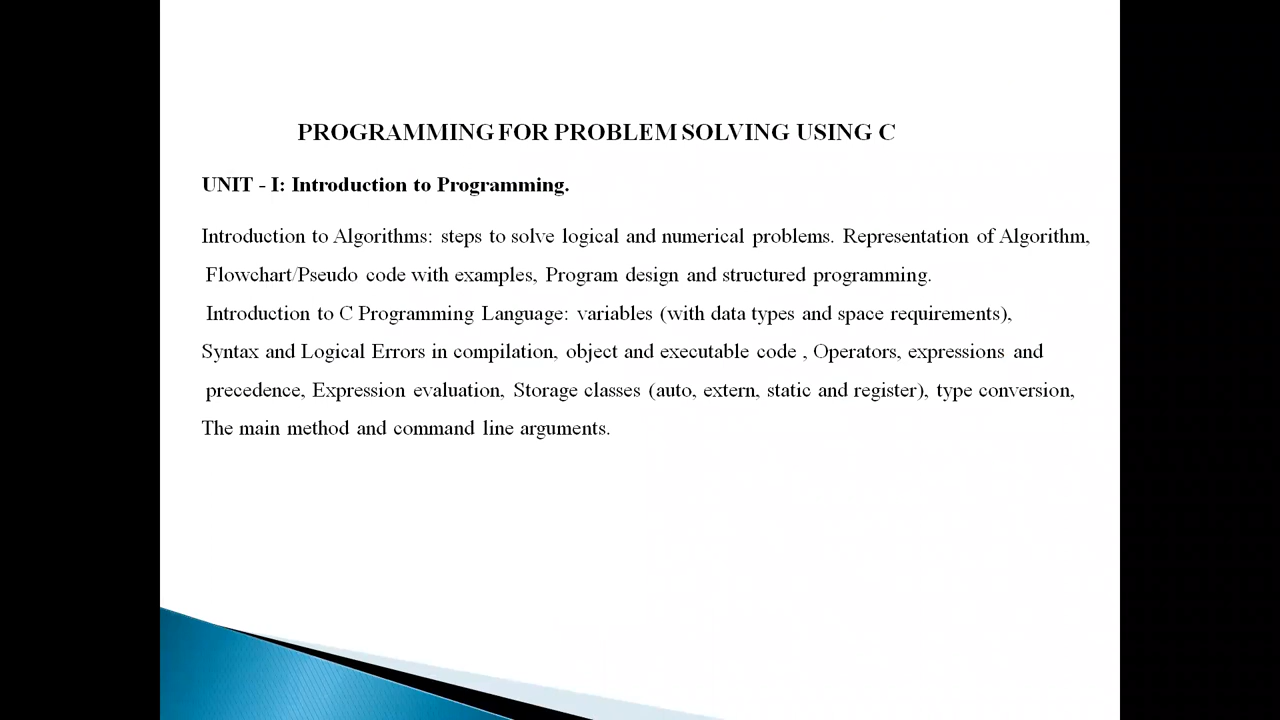 PROGRAMMING FOR PROBLEM SOLVING USING C
UNIT - I: Introduction to Programming.
Introduction to Algorithms: steps to solve logical and numerical problems. Representation of Algorithm,
Flowchart/Pseudo code with examples, Program design and structured programming.
Introduction to C Programming Language: variables (with data types and space requirements),
Syntax and Logical Errors in compilation, object and executable code , Operators, expressions and
precedence, Expression evaluation, Storage classes (auto, extern, static and register), type conversion,
The main method and command line arguments.